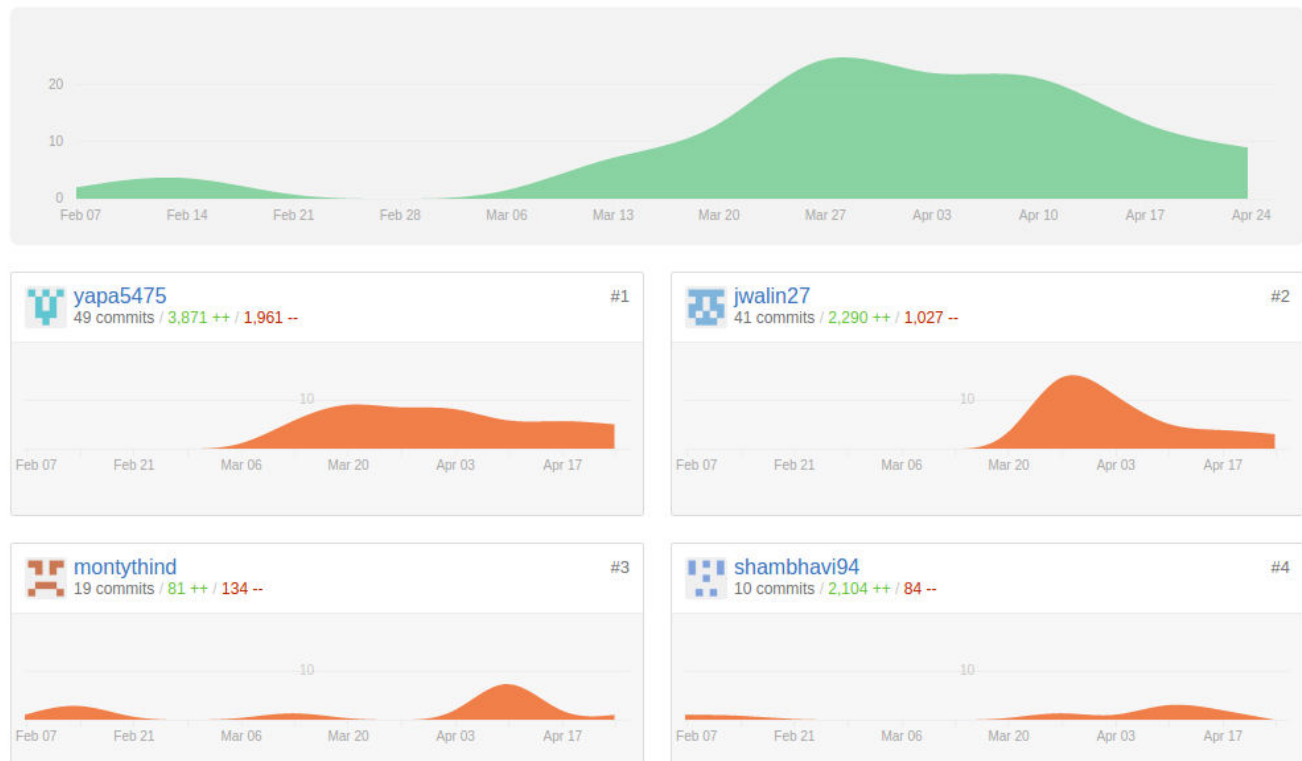 20
10
0
Feb 07 Feb 14 Feb 21 Feb 28 Mar 06 Mar 13 Mar 20 Mar 27 Apr 03 Apr 10 Apr 17 Apr 24
yapa5475 #1
49 commits / 3,871 ++ / 1,961 --
10
Feb 07 Feb 21 Mar 06 Mar 20 Apr 03 Apr 17
jwalin27 #2
41 commits / 2,290 ++ / 1,027 --
10
Feb 07 Feb 21 Mar 06 Mar 20 Apr 03 Apr 17
montythind #3
19 commits / 81 ++ / 134 --
10
Feb 07 Feb 21 Mar 06 Mar 20 Apr 03 Apr 17
shambhavi94 #4
10 commits / 2,104 ++ / 84 --
10
Feb 07 Feb 21 Mar 06 Mar 20 Apr 03 Apr 17